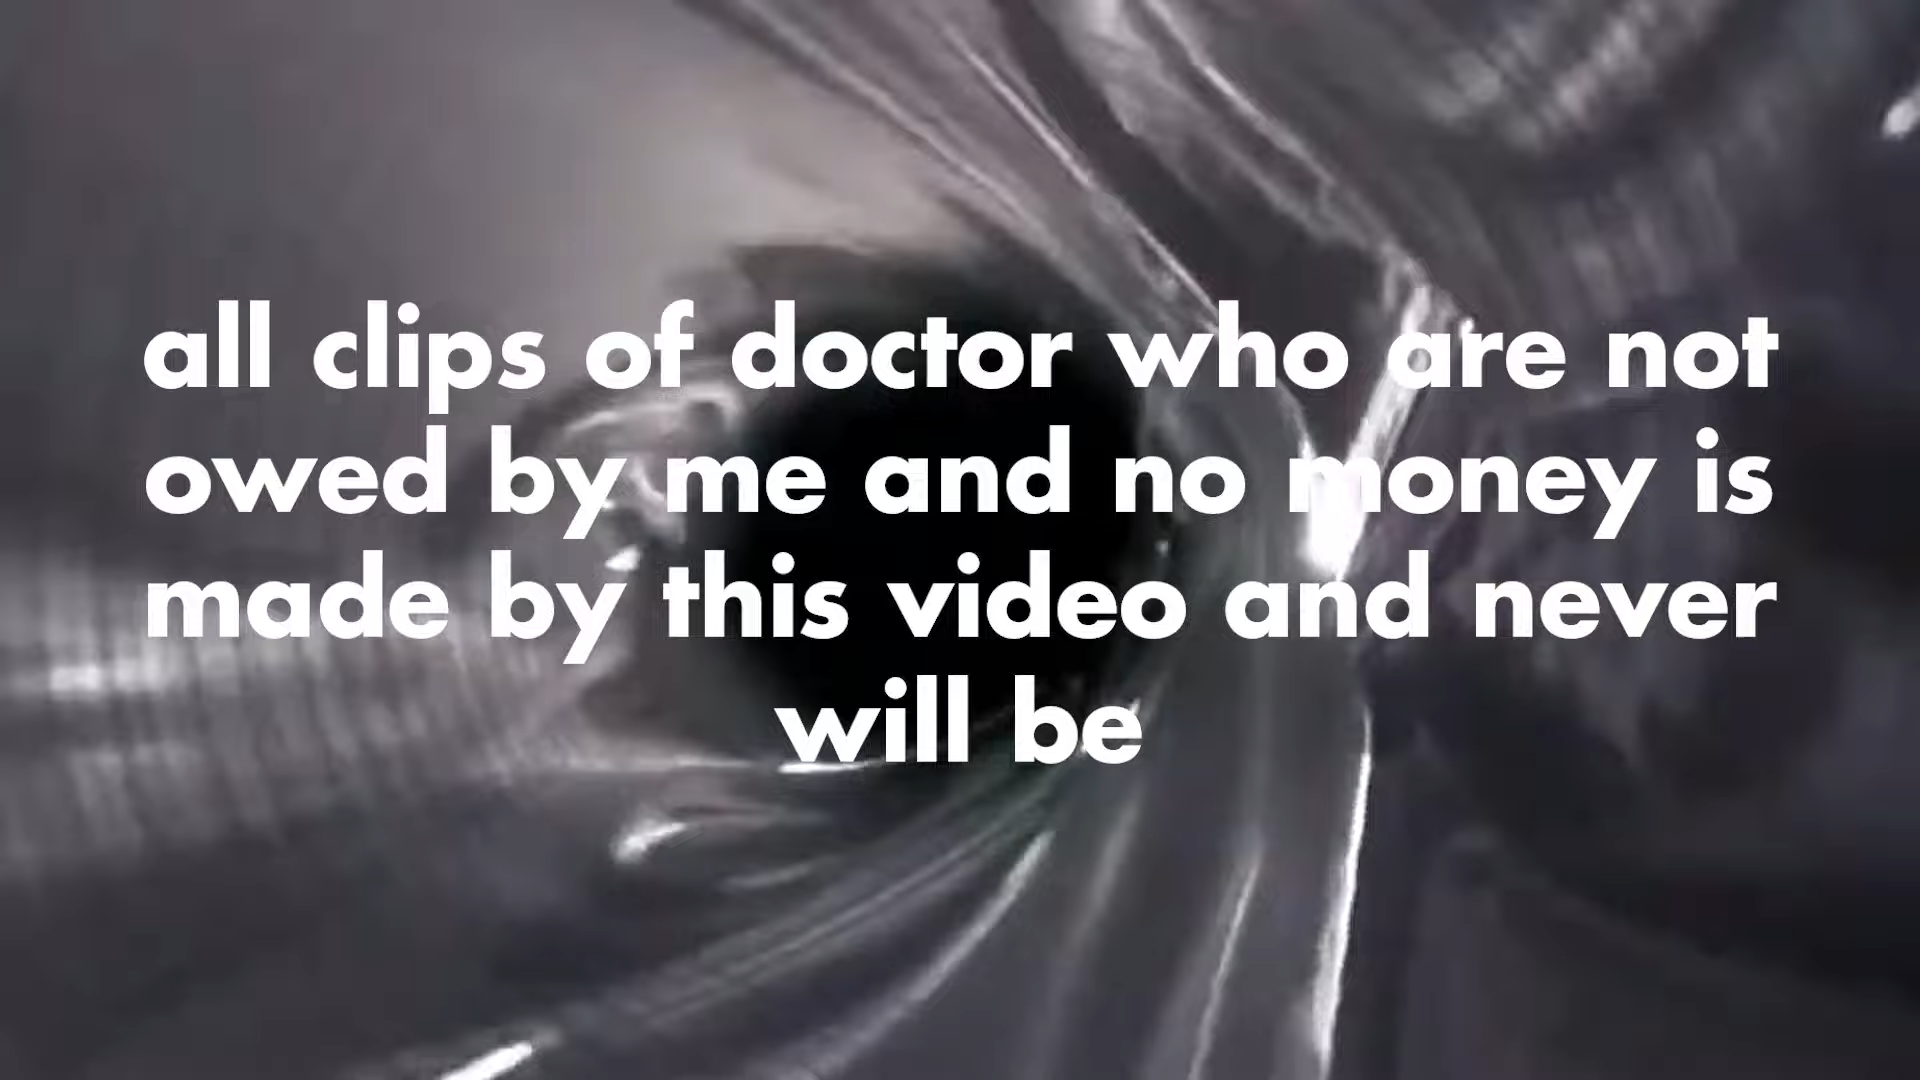 all clips of doctor who are not
owed by me and no money is
made by this video and never
will be